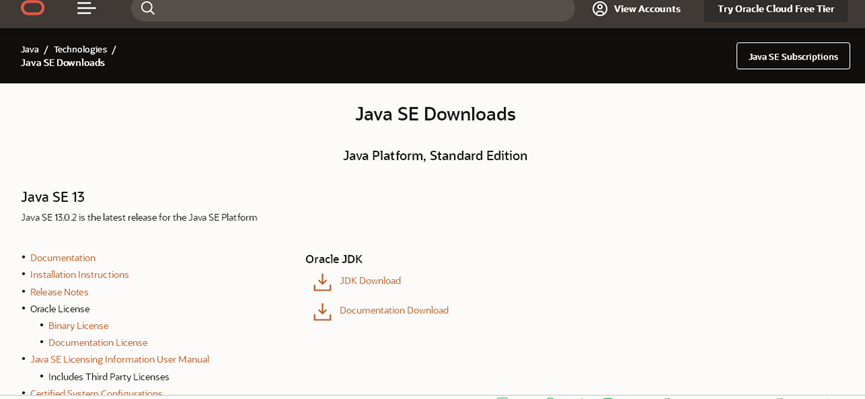 View Accounts
Try Oracle Cloud Free Tier
Java / Technologies /
Java SE Downloads
Java SE Subscriptions
Java SE Downloads
Java Platform, Standard Edition
Java SE 13
Java SE 13.0.2 is the latest release for the Java SE Platform
• Documentation
• Installation Instructions
• Release Notes
• Oracle License
• Binary License
• Documentation License
• Java SE Licensing Information User Manual
• Includes Third Party Licenses
• Certified System Configurations
Oracle JDK
JDK Download
Documentation Download